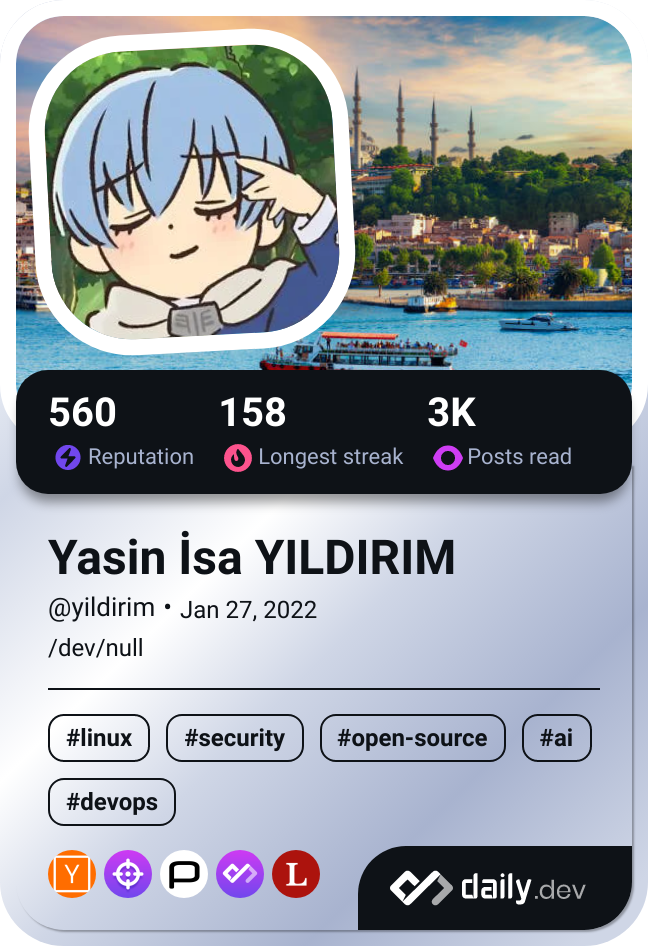 560 158 3K
Reputation Longest streak Posts read
Yasin İsa YILDIRIM
@yildirim • Jan 27, 2022
/dev/null
#linux #security #open-source #ai
#devops
Y P L
daily.dev